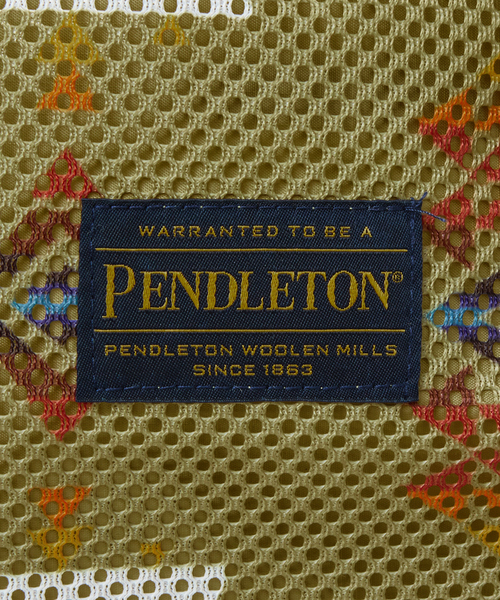 WARRANTED TO BE A
PENDLETON®
PENDLETON WOOLEN MILLS
SINCE 1863